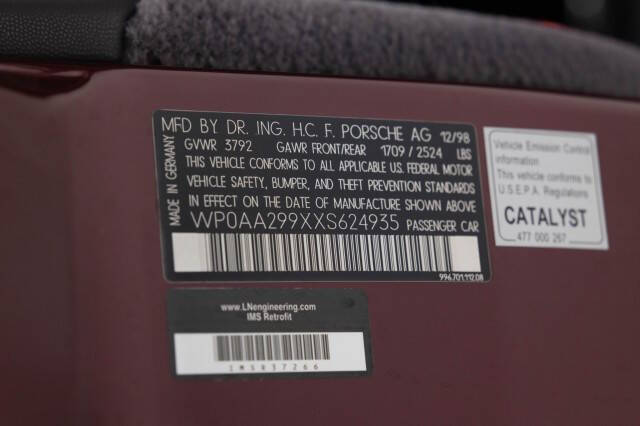 MFD BY DR. ING. H.C. F. PORSCHE AG 12/98
GVWR 3792 GAWR FRONT/REAR 1709 / 2524 LBS
THIS VEHICLE CONFORMS TO ALL APPLICABLE U.S. FEDERAL MOTOR
VEHICLE SAFETY, BUMPER, AND THEFT PREVENTION STANDARDS
IN EFFECT ON THE DATE OF MANUFACTURE SHOWN ABOVE
WP0AA299XXS624935 PASSENGER CAR
MADE IN GERMANY
996.701.112.08
Vehicle Emission Control
information
This vehicle conforms to
U.S.E.P.A. Regulations
CATALYST
477 000 267
www.LNengineering.com
IMS Retrofit
IMSR37266